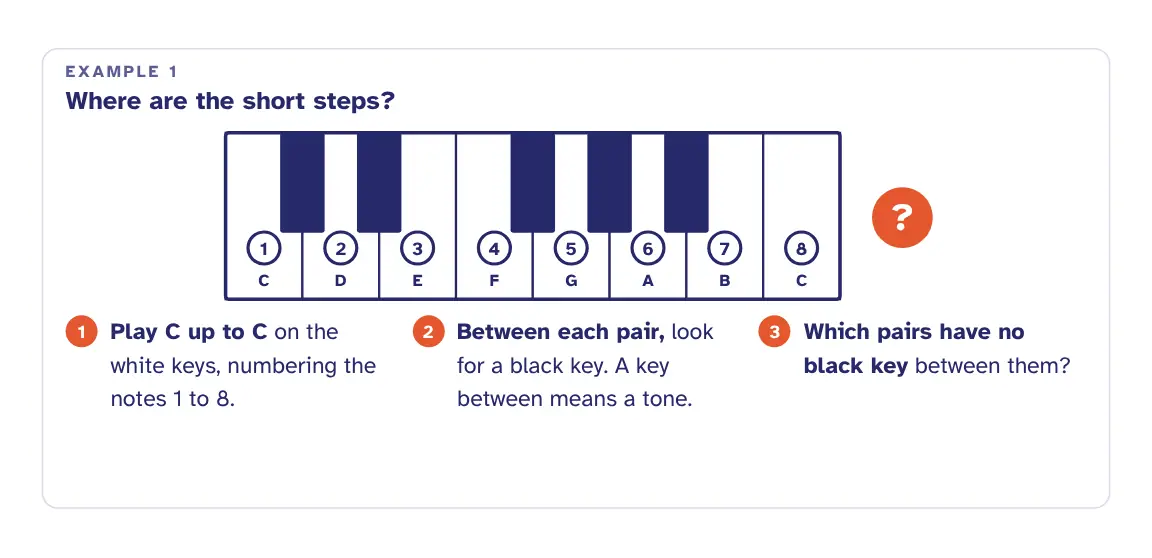 EXAMPLE 1
Where are the short steps?
1 2 3 4 5 6 7 8
C D E F G A B C
?
1 Play C up to C on the
white keys, numbering the
notes 1 to 8.
2 Between each pair, look
for a black key. A key
between means a tone.
3 Which pairs have no
black key between them?